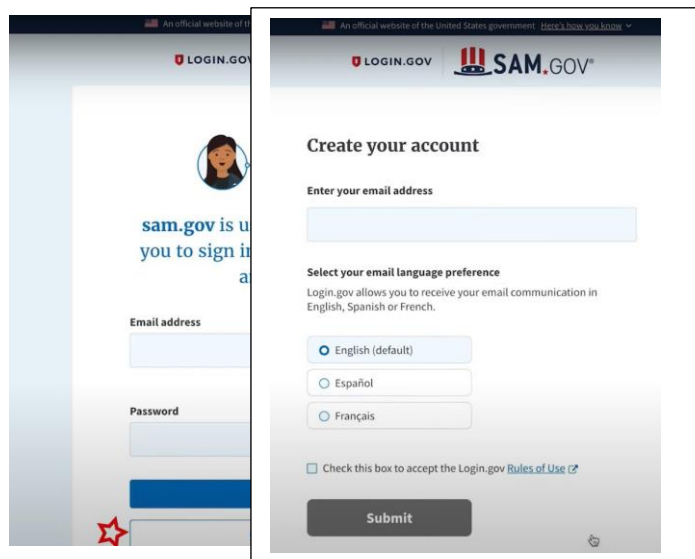 An official website of th
LOGIN.GOV
sam.gov is u
you to sign in
a
Email address
Password
An official website of the United States government Here's how you know
LOGIN.GOV SAM.GOV®
Create your account
Enter your email address
Select your email language preference
Login.gov allows you to receive your email communication in
English, Spanish or French.
English (default)
Español
Français
Check this box to accept the Login.gov Rules of Use
Submit